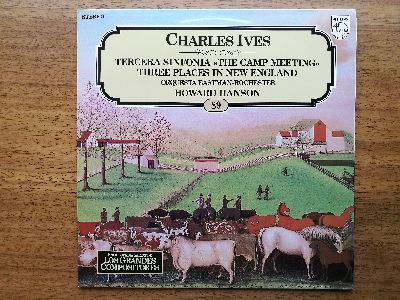 STEREO
CHARLES IVES
TERCERA SINFONIA «THE CAMP MEETING»
THREE PLACES IN NEW ENGLAND
ORQUESTA EASTMAN-ROCHESTER
HOWARD HANSON
59
LOS GRANDES
COMPOSITORES